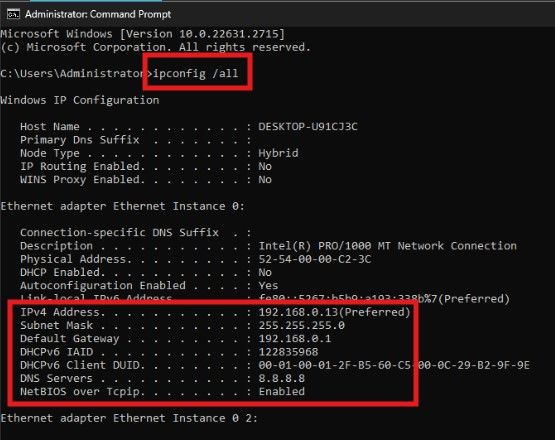 Administrator: Command Prompt
Microsoft Windows [Version 10.0.22631.2715]
(c) Microsoft Corporation. All rights reserved.
C:\Users\Administrator>ipconfig /all
Windows IP Configuration
Host Name . . . . . . . . . . . . : DESKTOP-U91CJ3C
Primary Dns Suffix . . . . . . . :
Node Type . . . . . . . . . . . . : Hybrid
IP Routing Enabled. . . . . . . . : No
WINS Proxy Enabled. . . . . . . . : No
Ethernet adapter Ethernet Instance 0:
Connection-specific DNS Suffix . :
Description . . . . . . . . . . . : Intel(R) PRO/1000 MT Network Connection
Physical Address. . . . . . . . . : 52-54-00-00-C2-3C
DHCP Enabled. . . . . . . . . . . : No
Autoconfiguration Enabled . . . . : Yes
Link-local IPv6 Address . . . . . : fe80::5267:b5b9:a193:338b%7(Preferred)
IPv4 Address. . . . . . . . . . . : 192.168.0.13(Preferred)
Subnet Mask . . . . . . . . . . . : 255.255.255.0
Default Gateway . . . . . . . . . : 192.168.0.1
DHCPv6 IAID . . . . . . . . . . . : 122835968
DHCPv6 Client DUID. . . . . . . . : 00-01-00-01-2F-B5-60-C5-00-0C-29-B2-9F-9E
DNS Servers . . . . . . . . . . . : 8.8.8.8
NetBIOS over Tcpip. . . . . . . . : Enabled
Ethernet adapter Ethernet Instance 0 2: